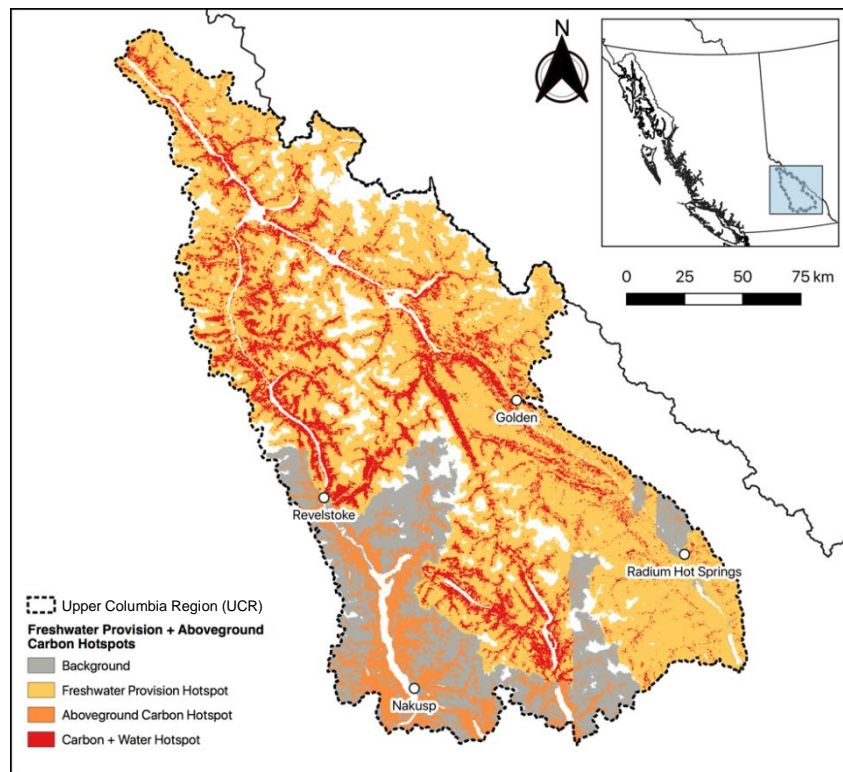 N
0 25 50 75 km
Golden
Revelstoke
Radium Hot Springs
Nakusp
Upper Columbia Region (UCR)
Freshwater Provision + Aboveground
Carbon Hotspots
Background
Freshwater Provision Hotspot
Aboveground Carbon Hotspot
Carbon + Water Hotspot